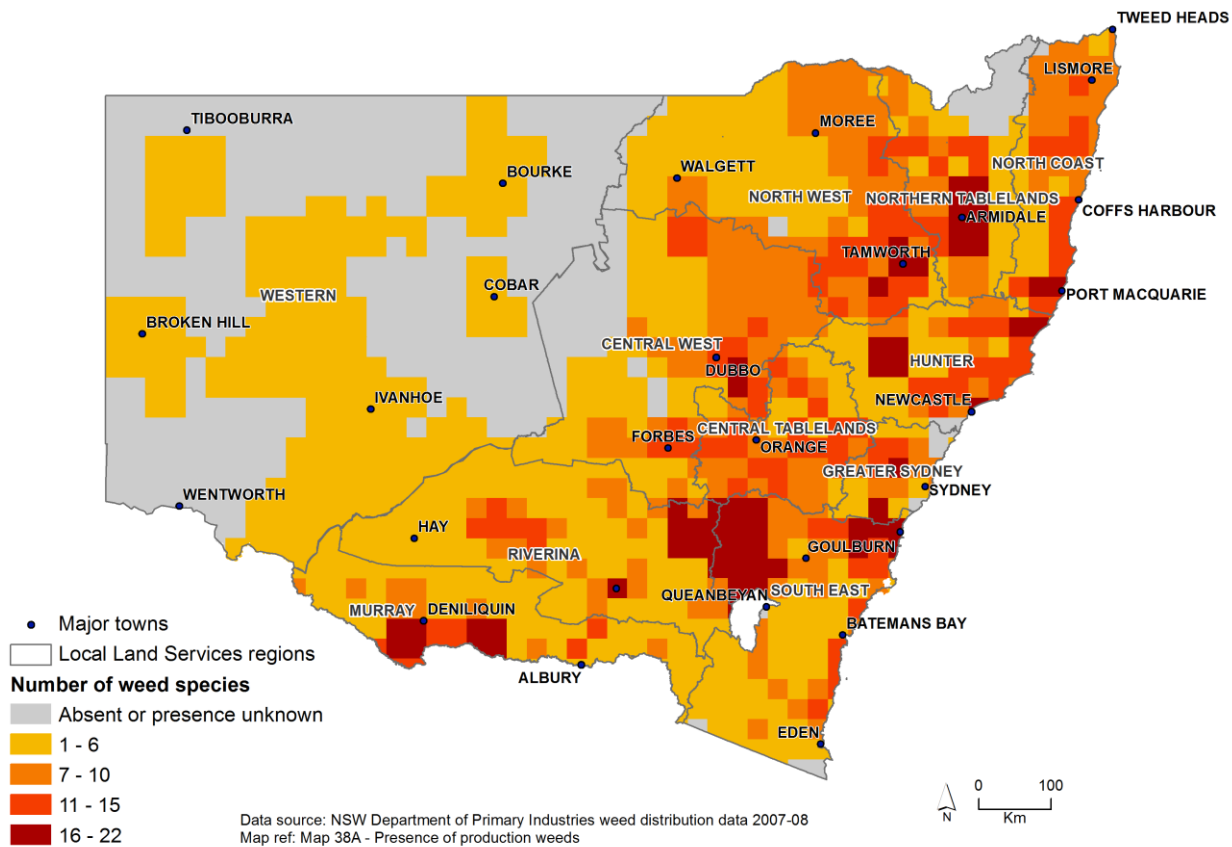 TWEED HEADS
LISMORE
TIBOOBURRA
MOREE
NORTH COAST
BOURKE
WALGETT
NORTH WEST
NORTHERN TABLELANDS
COFFS HARBOUR
ARMIDALE
TAMWORTH
COBAR
WESTERN
PORT MACQUARIE
BROKEN HILL
CENTRAL WEST
HUNTER
DUBBO
IVANHOE
NEWCASTLE
CENTRAL TABLELANDS
FORBES
ORANGE
GREATER SYDNEY
WENTWORTH
SYDNEY
HAY
GOULBURN
RIVERINA
QUEANBEYAN
SOUTH EAST
MURRAY
DENILIQUIN
BATEMANS BAY
ALBURY
EDEN
Major towns
Local Land Services regions
Number of weed species
Absent or presence unknown
1 - 6
7 - 10
11 - 15
16 - 22
0 100
Km
N
Data source: NSW Department of Primary Industries weed distribution data 2007-08
Map ref: Map 38A - Presence of production weeds